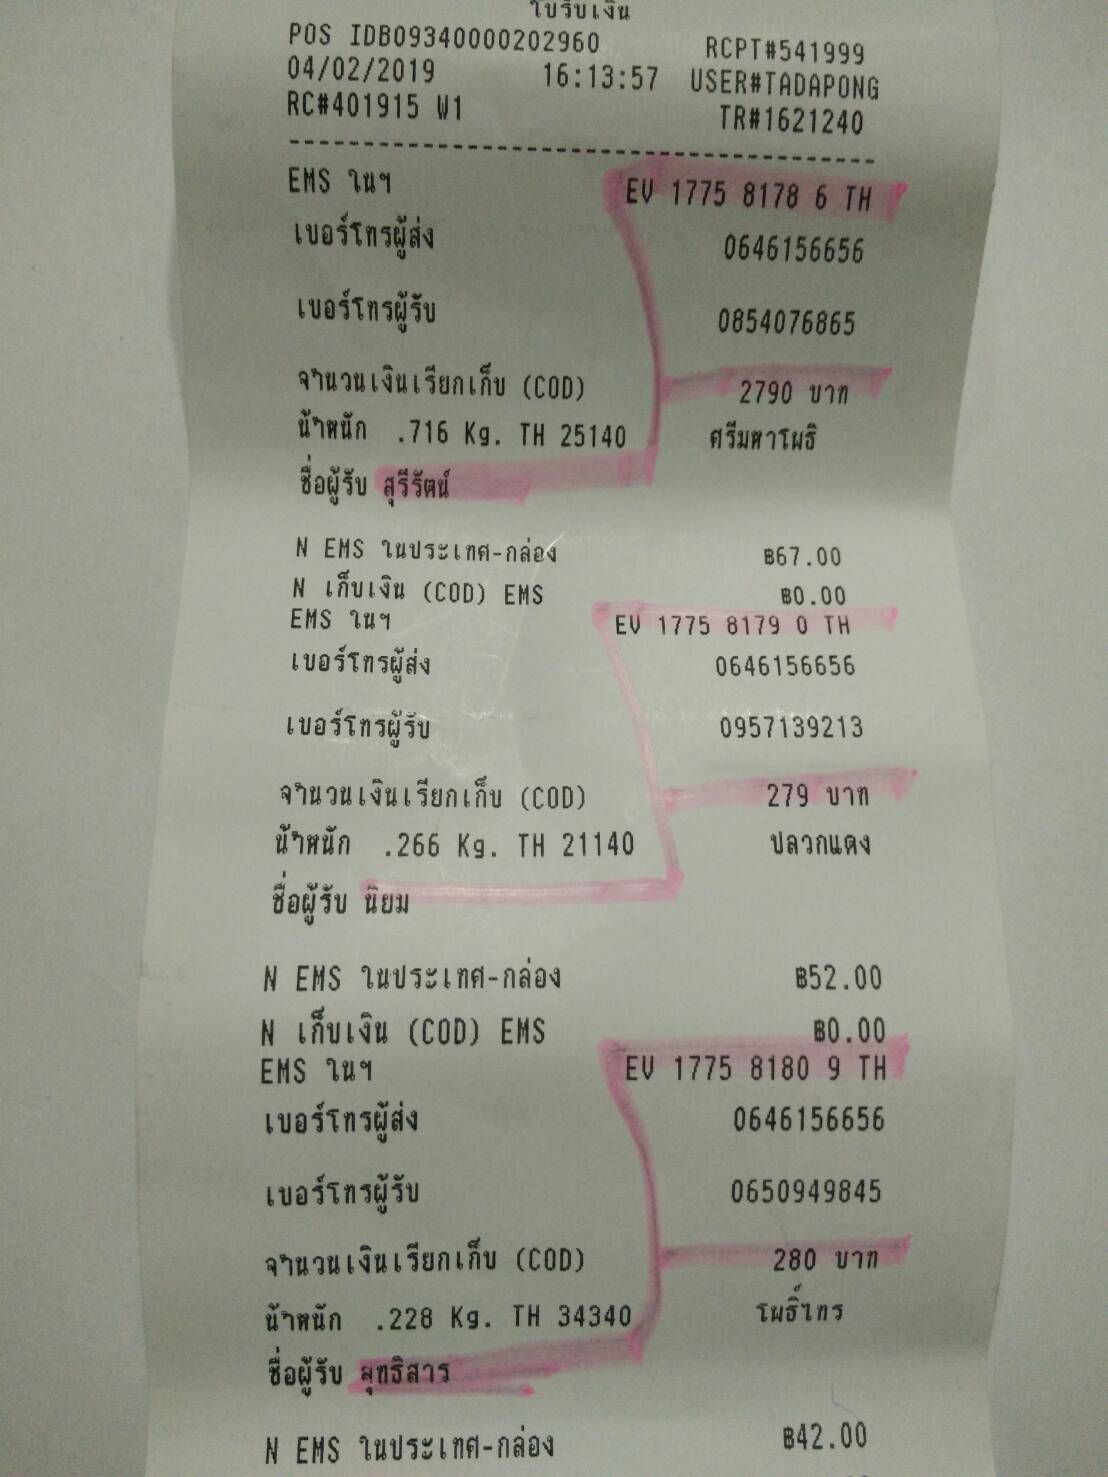 ใบรับเงิน
POS IDB09340000202960 RCPT#541999
04/02/2019 16:13:57 USER#TADAPONG
RC#401915 W1 TR#1621240
EMS ในฯ EV 1775 8178 6 TH
เบอร์โทรผู้ส่ง 0646156656
เบอร์โทรผู้รับ 0854076865
จำนวนเงินเรียกเก็บ (COD) 2790 บาท
น้ำหนัก .716 Kg. TH 25140 ศรีมหาโพธิ
ชื่อผู้รับ สุรีรัตน์
N EMS ในประเทศ-กล่อง ฿67.00
N เก็บเงิน (COD) EMS ฿0.00
EMS ในฯ EV 1775 8179 0 TH
เบอร์โทรผู้ส่ง 0646156656
เบอร์โทรผู้รับ 0957139213
จำนวนเงินเรียกเก็บ (COD) 279 บาท
น้ำหนัก .266 Kg. TH 21140 ปลวกแดง
ชื่อผู้รับ นิยม
N EMS ในประเทศ-กล่อง ฿52.00
N เก็บเงิน (COD) EMS ฿0.00
EMS ในฯ EV 1775 8180 9 TH
เบอร์โทรผู้ส่ง 0646156656
เบอร์โทรผู้รับ 0650949845
จำนวนเงินเรียกเก็บ (COD) 280 บาท
น้ำหนัก .228 Kg. TH 34340 โพธิ์ไทร
ชื่อผู้รับ สุทธิสาร
N EMS ในประเทศ-กล่อง ฿42.00